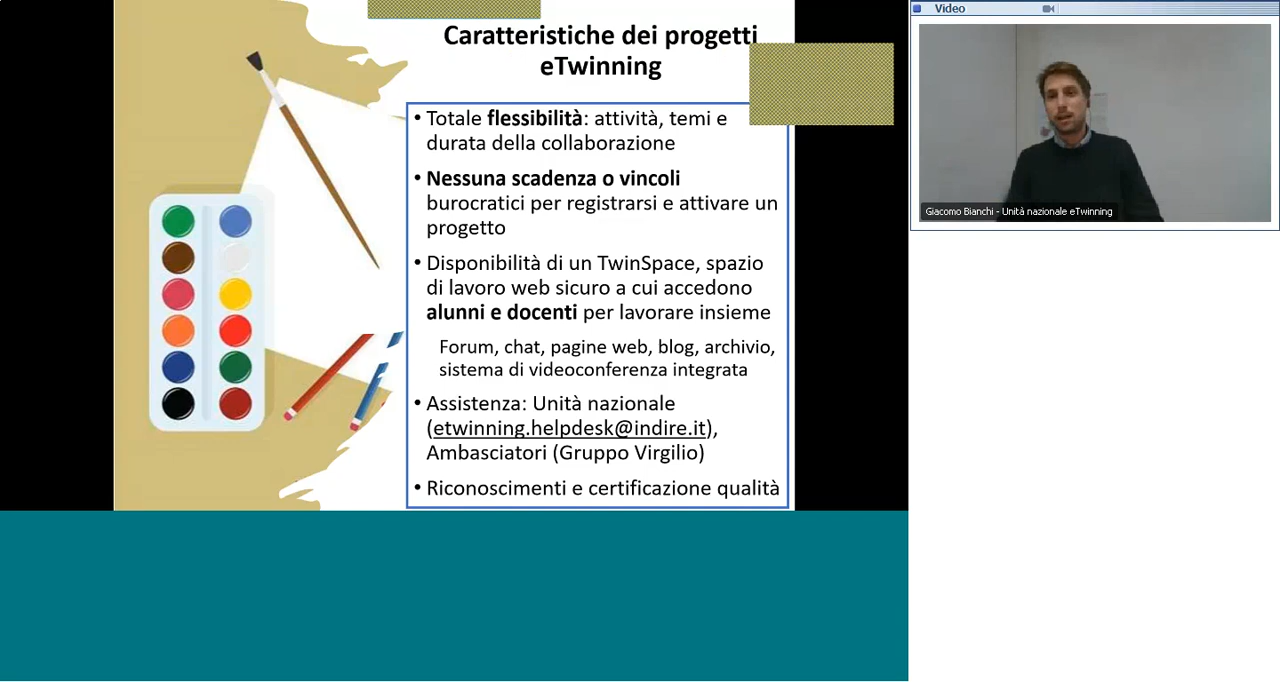 Caratteristiche dei progetti
eTwinning
• Totale flessibilità: attività, temi e
durata della collaborazione
• Nessuna scadenza o vincoli
burocratici per registrarsi e attivare un
progetto
• Disponibilità di un TwinSpace, spazio
di lavoro web sicuro a cui accedono
alunni e docenti per lavorare insieme
Forum, chat, pagine web, blog, archivio,
sistema di videoconferenza integrata
• Assistenza: Unità nazionale
(etwinning.helpdesk@indire.it),
Ambasciatori (Gruppo Virgilio)
• Riconoscimenti e certificazione qualità
Video
Giacomo Bianchi - Unità nazionale eTwinning